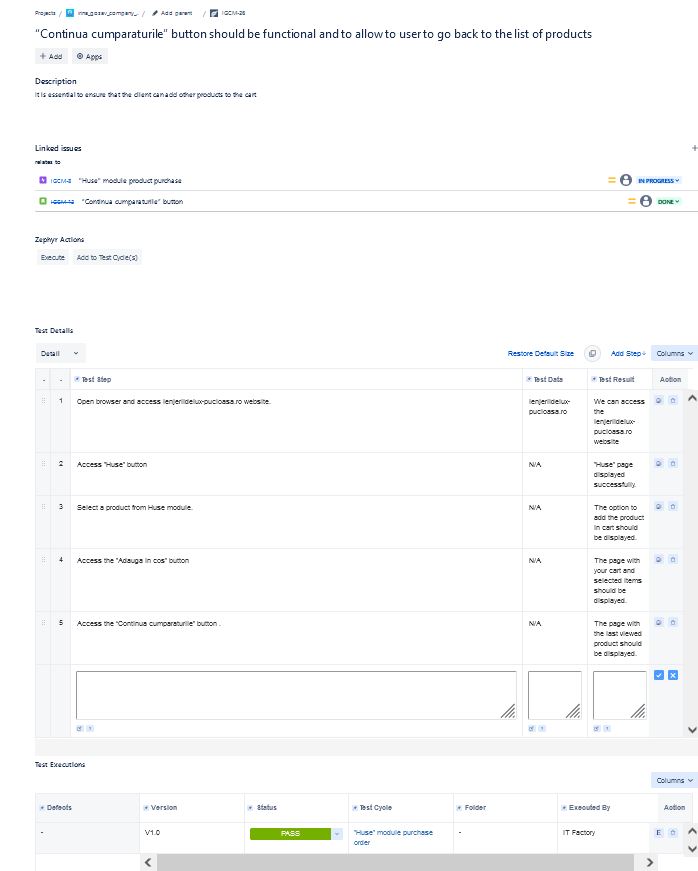 Projects / irina_gosav_company_... / Add parent / IGCM-26
"Continua cumparaturile" button should be functional and to allow to user to go back to the list of products
+ Add Apps
Description
It is essential to ensure that the client can add other products to the cart
Linked issues
relates to
"Huse" module product purchase IN PROGRESS
IGCM-12 "Continua cumparaturile" button DONE
Zephyr Actions
Execute Add to Test Cycle(s)
Test Details
Detail Restore Default Size Add Step Columns
- - Test Step Test Data Test Result Action
1 Open browser and access lenjeriidelux-pucioasa.ro website. lenjeriidelux- We can access
pucioasa.ro the
lenjeriidelux-
pucioasa.ro
website
2 Access "Huse" button N/A "Huse" page
displayed
successfully.
3 Select a product from Huse module. N/A The option to
add the product
in cart should
be displayed.
4 Access the "Adauga in cos" button N/A The page with
your cart and
selected items
should be
displayed.
5 Access the "Continua cumparaturile" button . N/A The page with
the last viewed
product should
be displayed.
Test Executions
Columns
Defects Version Status Test Cycle Folder Executed By Action
- V1.0 PASS "Huse" module purchase - IT Factory E
order